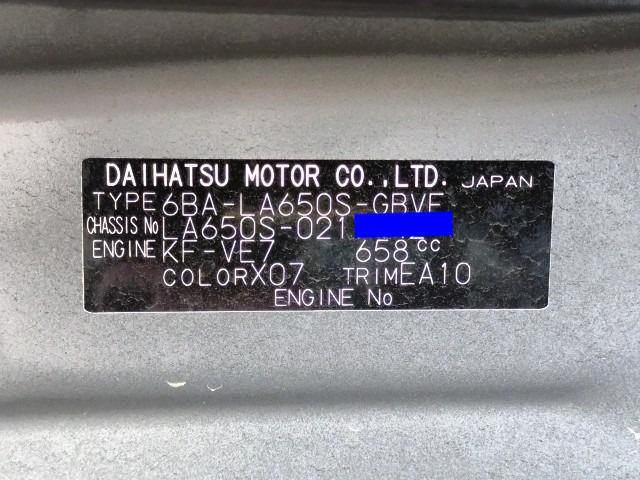 DAIHATSU MOTOR CO.,LTD. JAPAN
TYPE 6BA-LA650S-GBVF
CHASSIS No LA650S-021
ENGINE KF-VE7 658cc
COLOR X07 TRIM EA10
ENGINE No